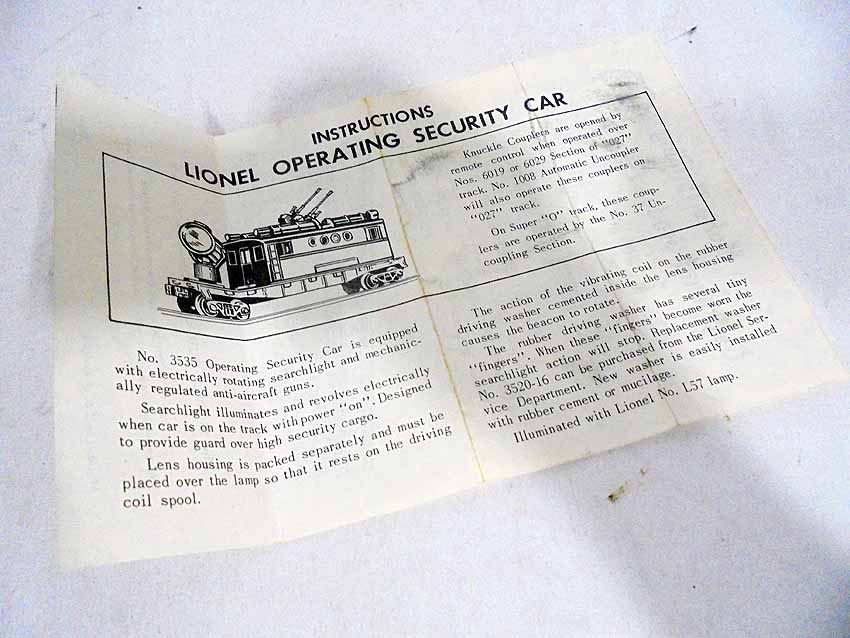 INSTRUCTIONS
LIONEL OPERATING SECURITY CAR
Knuckle Couplers are opened by
remote control when operated over
Nos. 6019 or 6029 Section of "027"
track. No. 1008 Automatic Uncoupler
will also operate these couplers on
"027" track.
On Super "O" track, these coup-
lers are operated by the No. 37 Un-
coupling Section.
No. 3535 Operating Security Car is equipped
with electrically rotating searchlight and mechanic-
ally regulated anti-aircraft guns.
Searchlight illuminates and revolves electrically
when car is on the track with power "on". Designed
to provide guard over high security cargo.
Lens housing is packed separately and must be
placed over the lamp so that it rests on the driving
coil spool.
The action of the vibrating coil on the rubber
driving washer cemented inside the lens housing
causes the beacon to rotate.
The rubber driving washer has several tiny
"fingers". When these "fingers" become worn the
searchlight action will stop. Replacement washer
No. 3520-16 can be purchased from the Lionel Ser-
vice Department. New washer is easily installed
with rubber cement or mucilage.
Illuminated with Lionel No. L57 lamp.